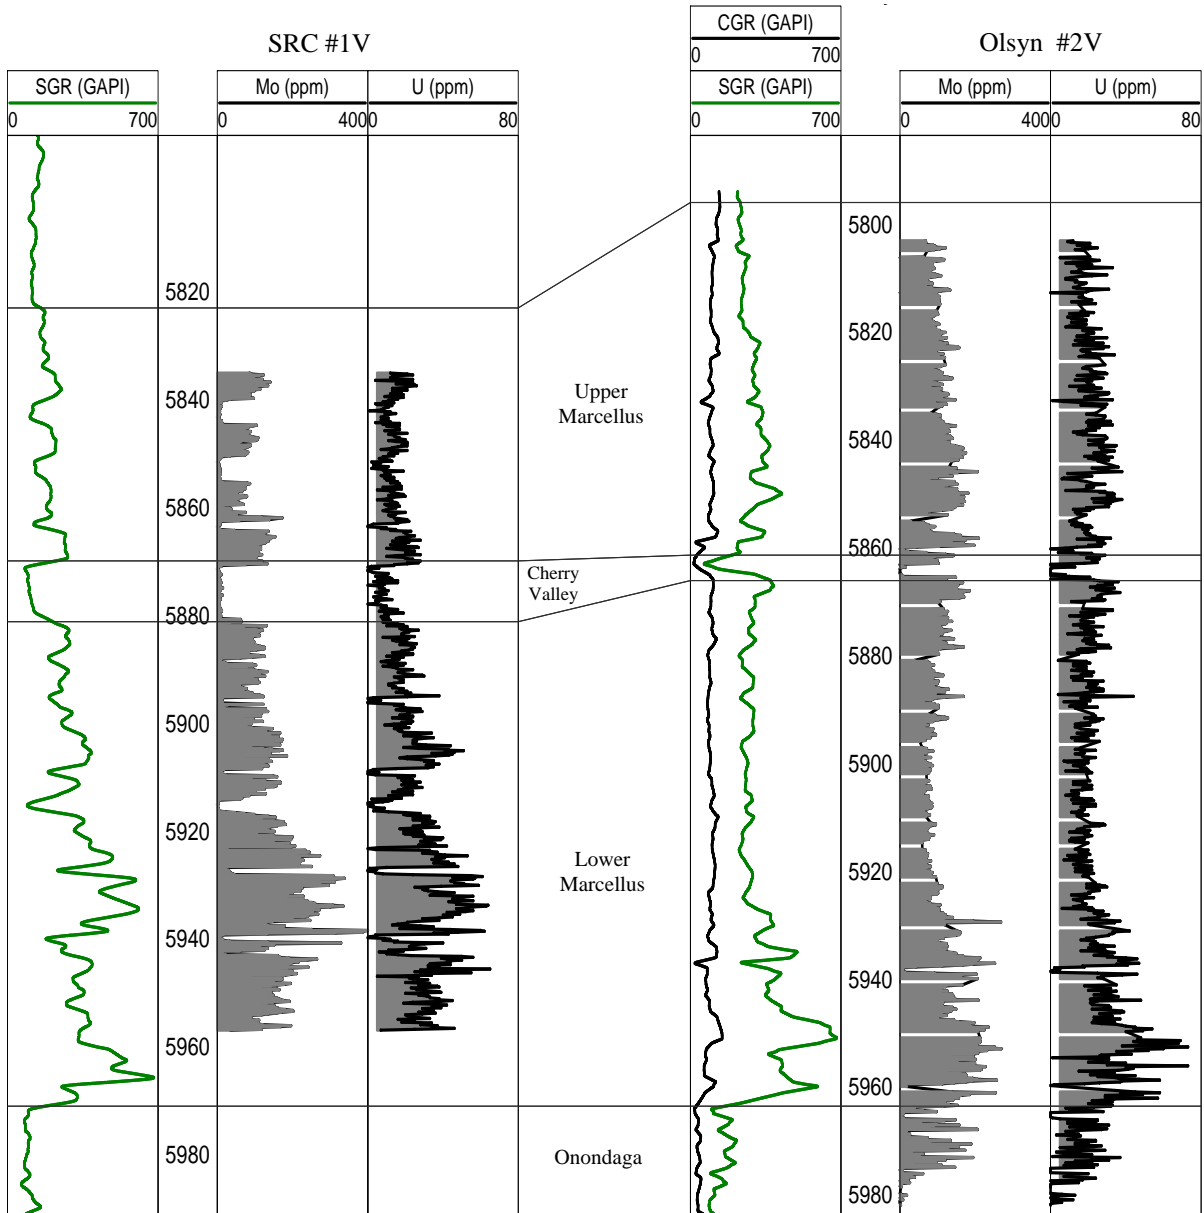 SRC #1V
Olsyn #2V
CGR (GAPI)
0 700
SGR (GAPI)
0 700
Mo (ppm)
0 400
U (ppm)
0 80
SGR (GAPI)
0 700
Mo (ppm)
0 400
U (ppm)
0 80
5820
5840
5860
5880
5900
5920
5940
5960
5980
Upper
Marcellus
Cherry
Valley
Lower
Marcellus
Onondaga
5800
5820
5840
5860
5880
5900
5920
5940
5960
5980